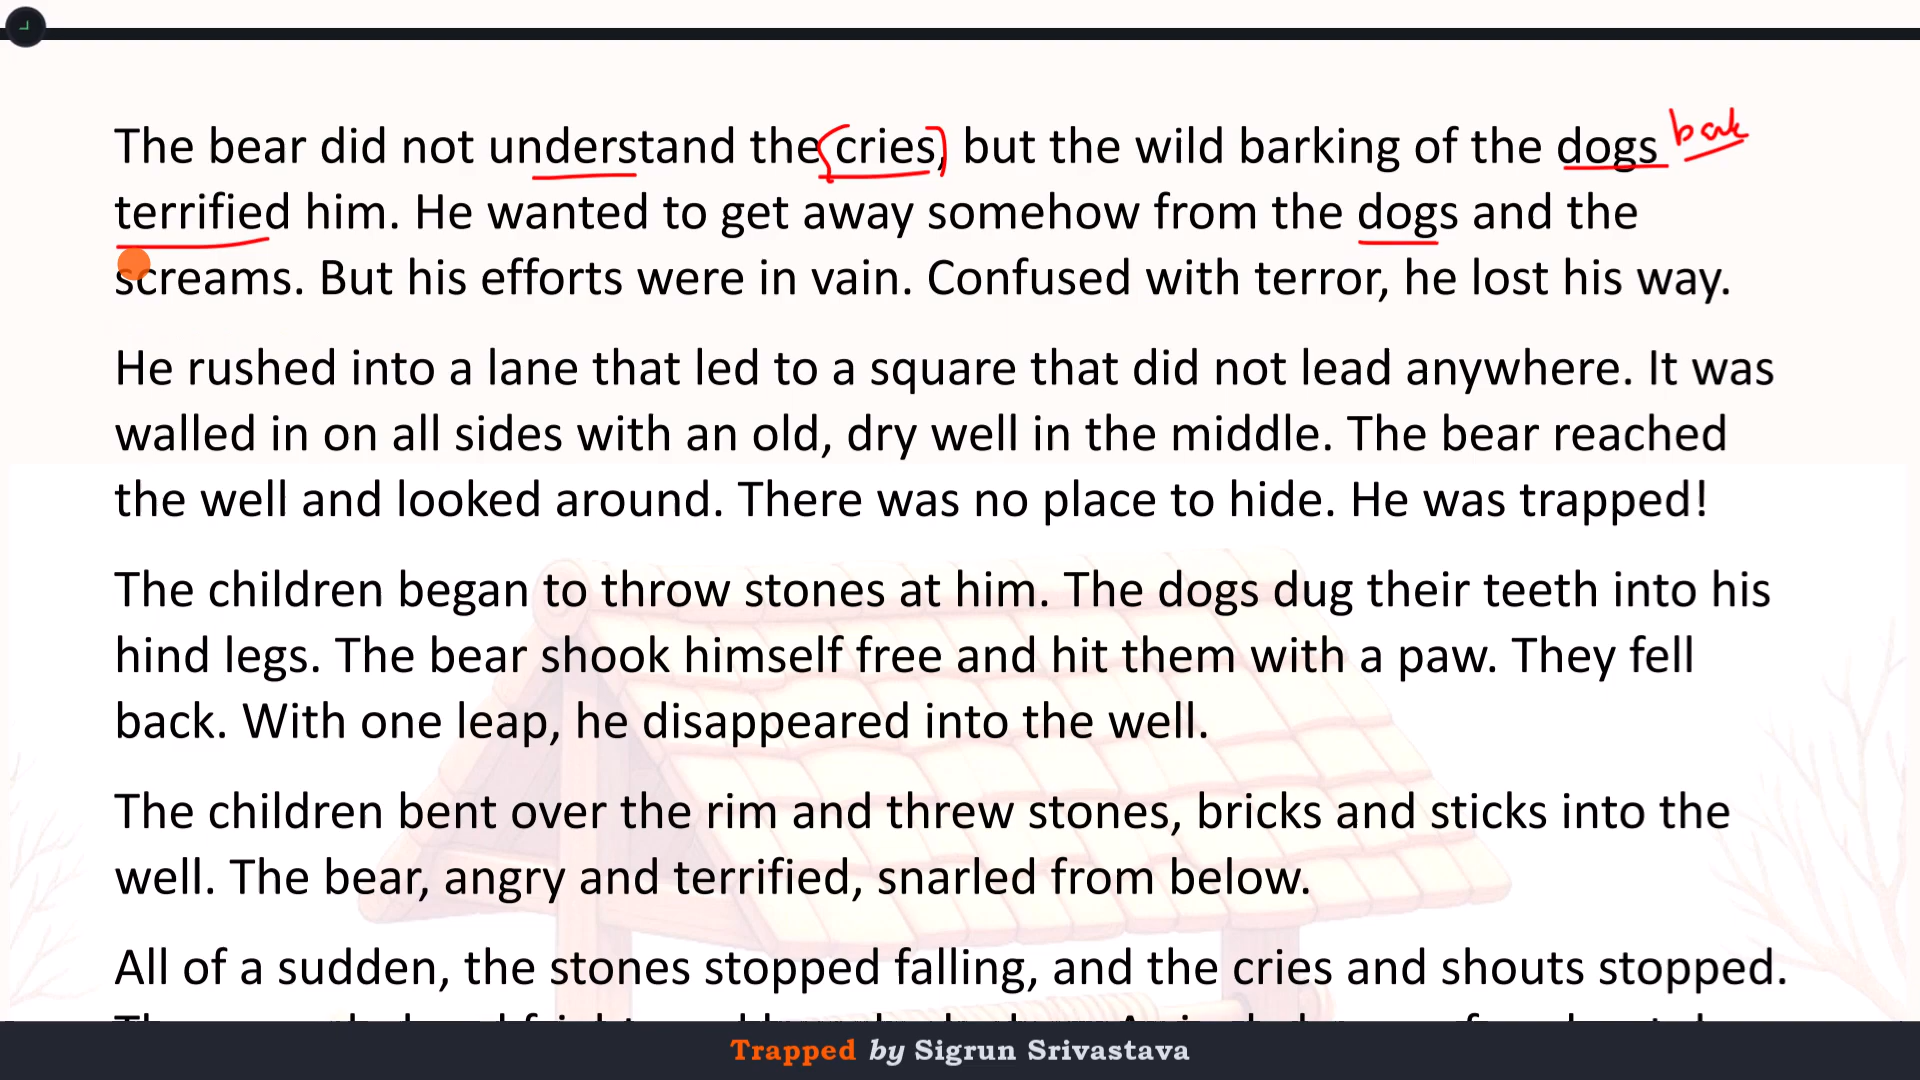 The bear did not understand the cries, but the wild barking of the dogs bark
terrified him. He wanted to get away somehow from the dogs and the
screams. But his efforts were in vain. Confused with terror, he lost his way.
He rushed into a lane that led to a square that did not lead anywhere. It was
walled in on all sides with an old, dry well in the middle. The bear reached
the well and looked around. There was no place to hide. He was trapped!
The children began to throw stones at him. The dogs dug their teeth into his
hind legs. The bear shook himself free and hit them with a paw. They fell
back. With one leap, he disappeared into the well.
The children bent over the rim and threw stones, bricks and sticks into the
well. The bear, angry and terrified, snarled from below.
All of a sudden, the stones stopped falling, and the cries and shouts stopped.
Trapped by Sigrun Srivastava